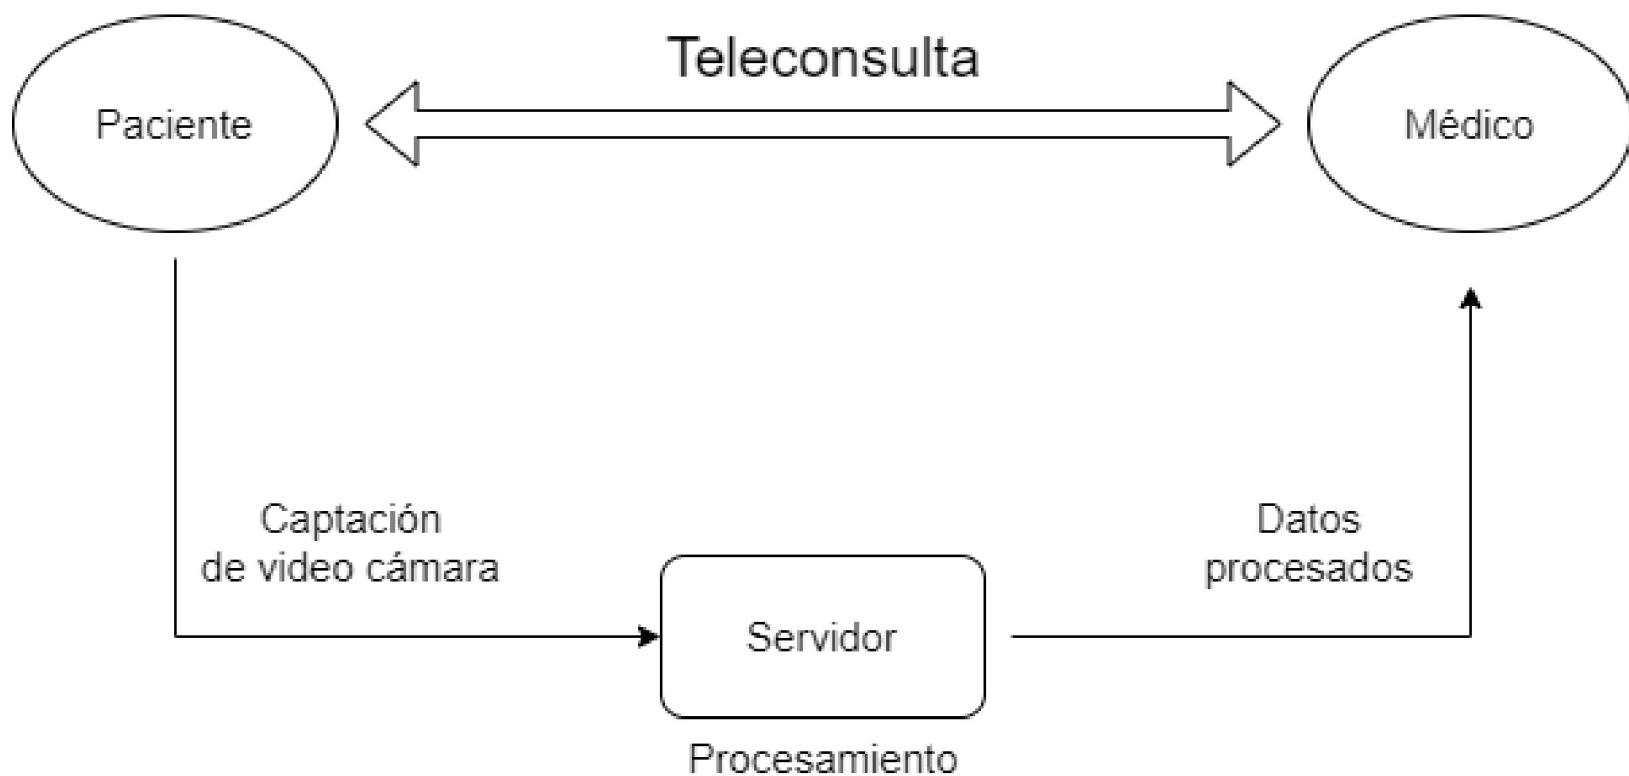 Teleconsulta
Paciente
Médico
Captación
de video cámara
Datos
procesados
Servidor
Procesamiento